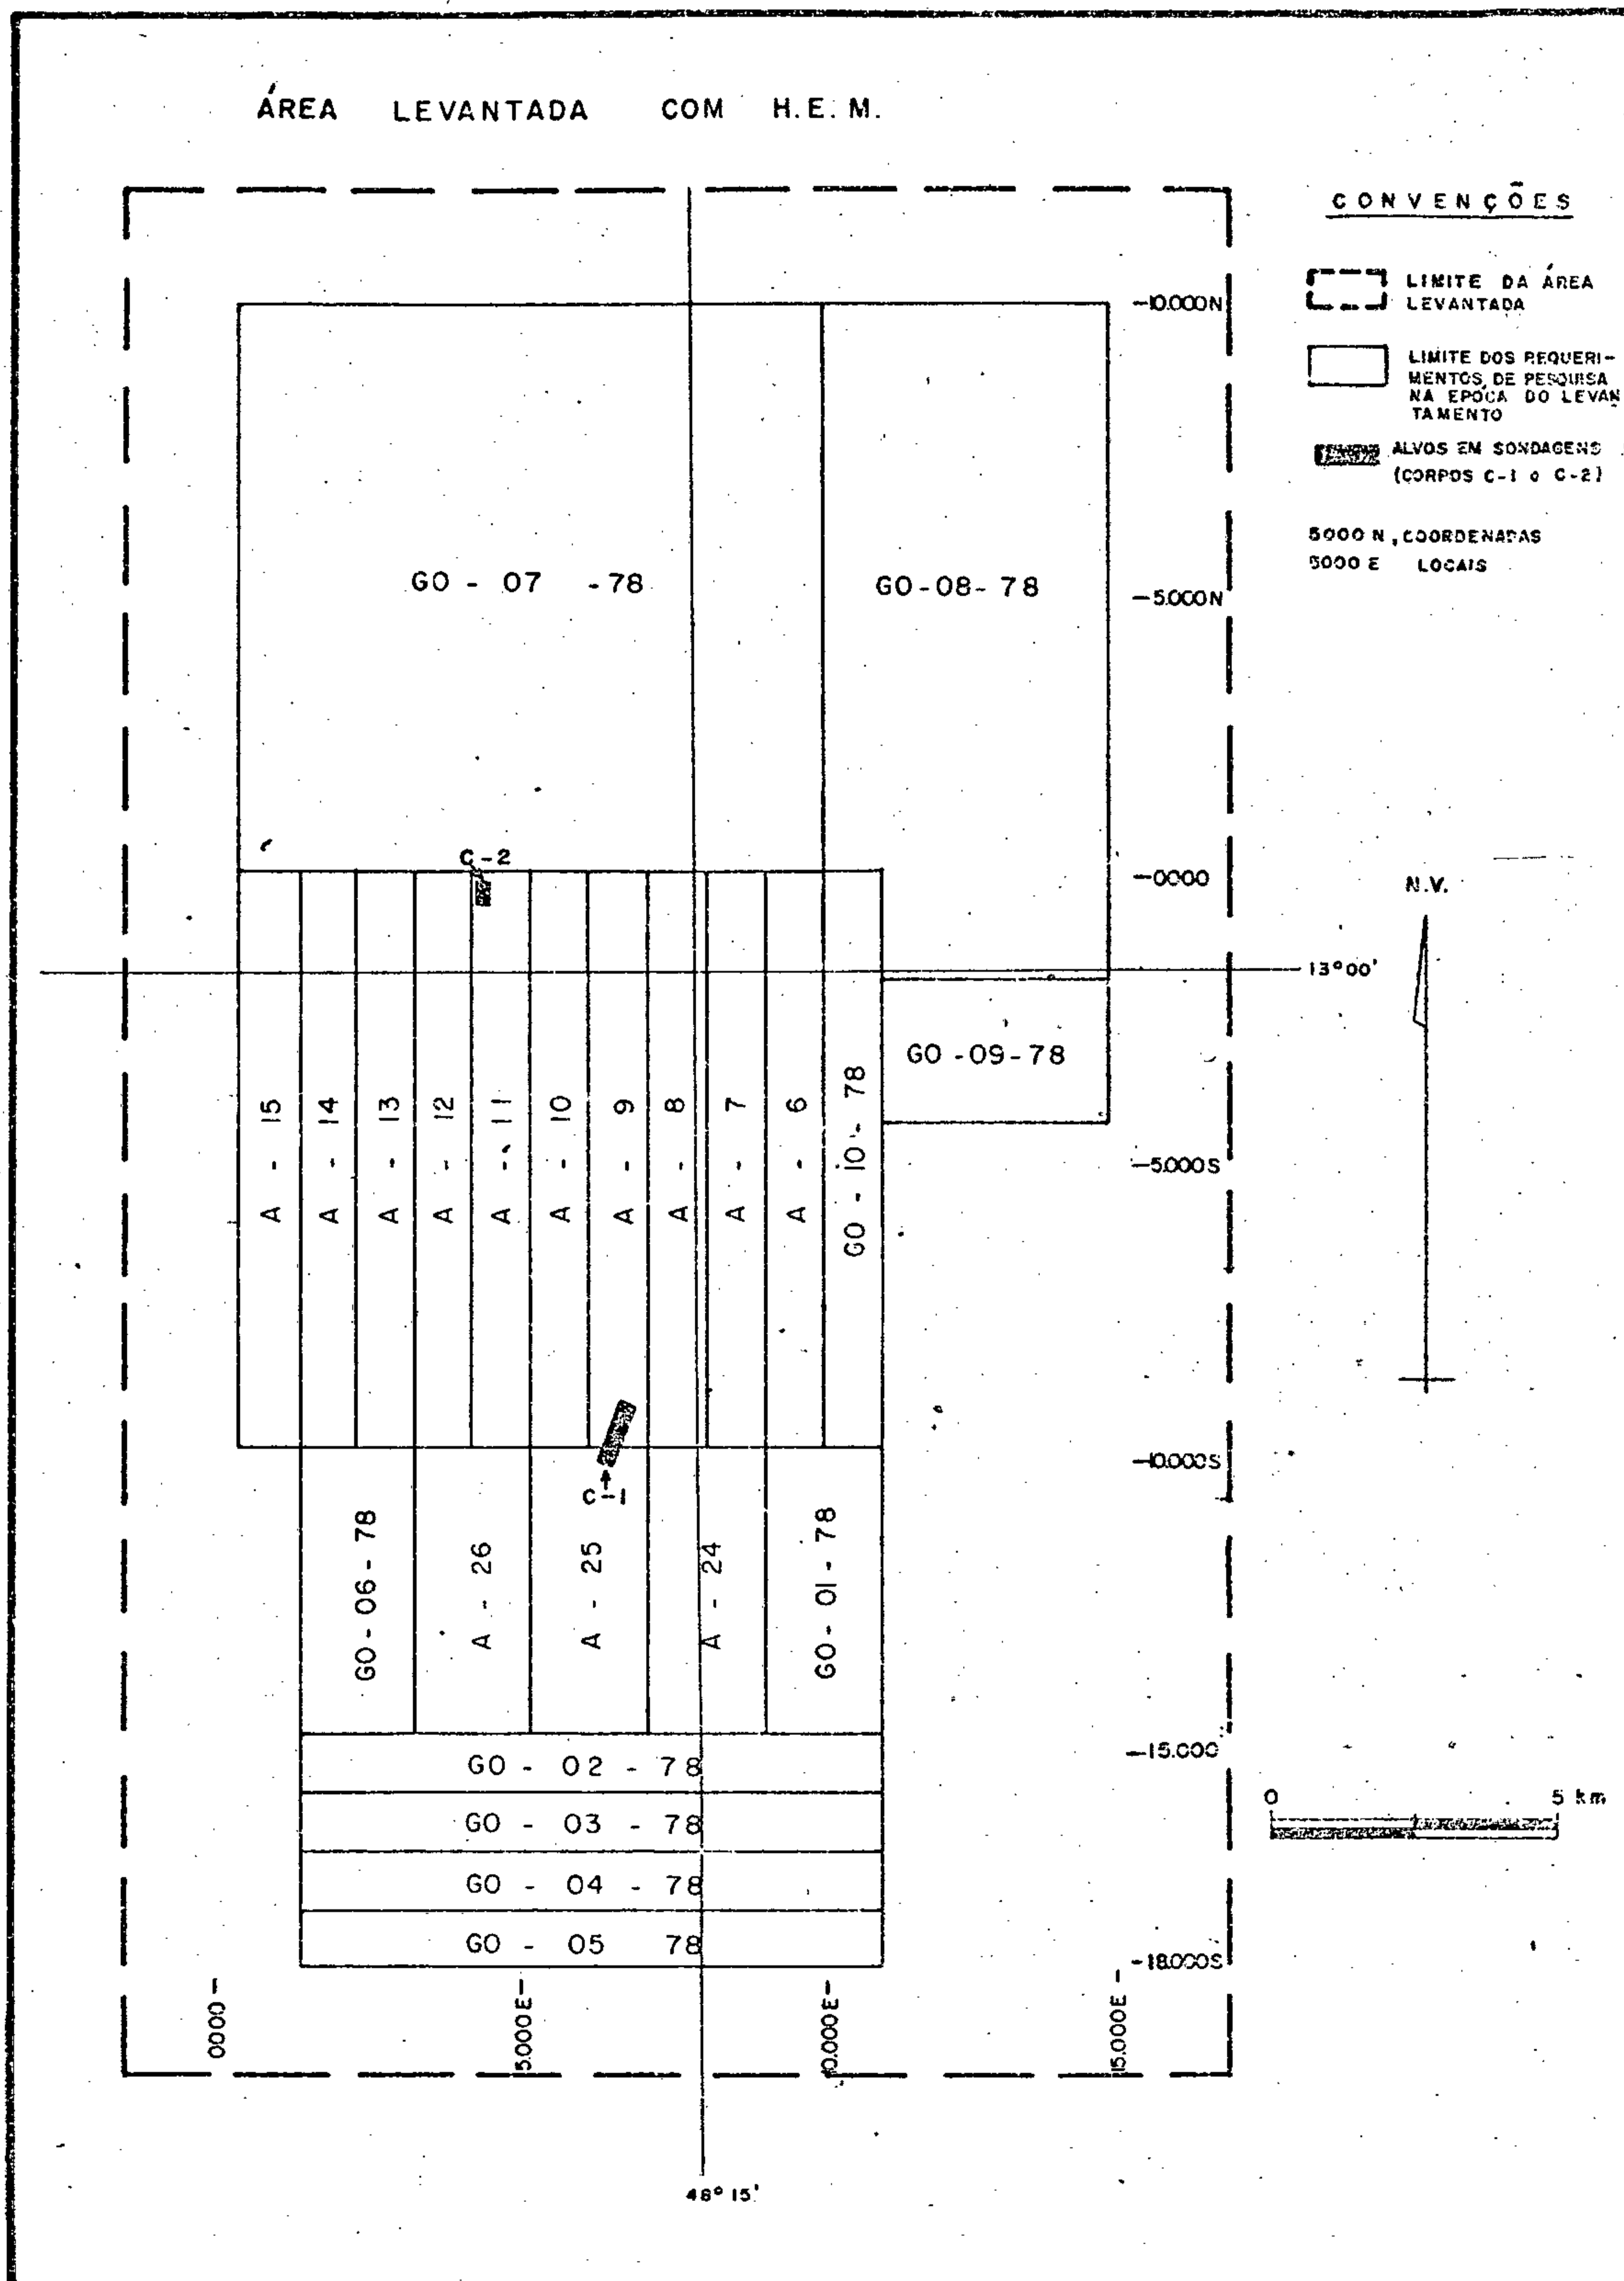 ÁREA LEVANTADA COM H.E.M.
CONVENÇÕES
LIMITE DA ÁREA
LEVANTADA
LIMITE DOS REQUERI-
MENTOS DE PESQUISA
NA EPOCA DO LEVAN
TAMENTO
ALVOS EM SONDAGENS
(CORPOS C-1 e C-2)
5000 N, COORDENADAS
5000 E LOCAIS
-10.000N
GO - 07 - 78
GO-08-78
-5.000N
C-2
-0000
N.V.
13°00'
GO-09-78
A - 15
A - 14
A - 13
A - 12
A - 11
A - 10
A - 9
A - 8
A - 7
A - 6
GO - 10 - 78
-5.000S
-10.000S
C-1
GO-06-78
A - 26
A - 25
A - 24
GO-01-78
-15.000
GO - 02 - 78
GO - 03 - 78
GO - 04 - 78
GO - 05 78
0 5 km
-18.000S
0000 -
5.000E-
10.000E-
15.000E -
48° 15'